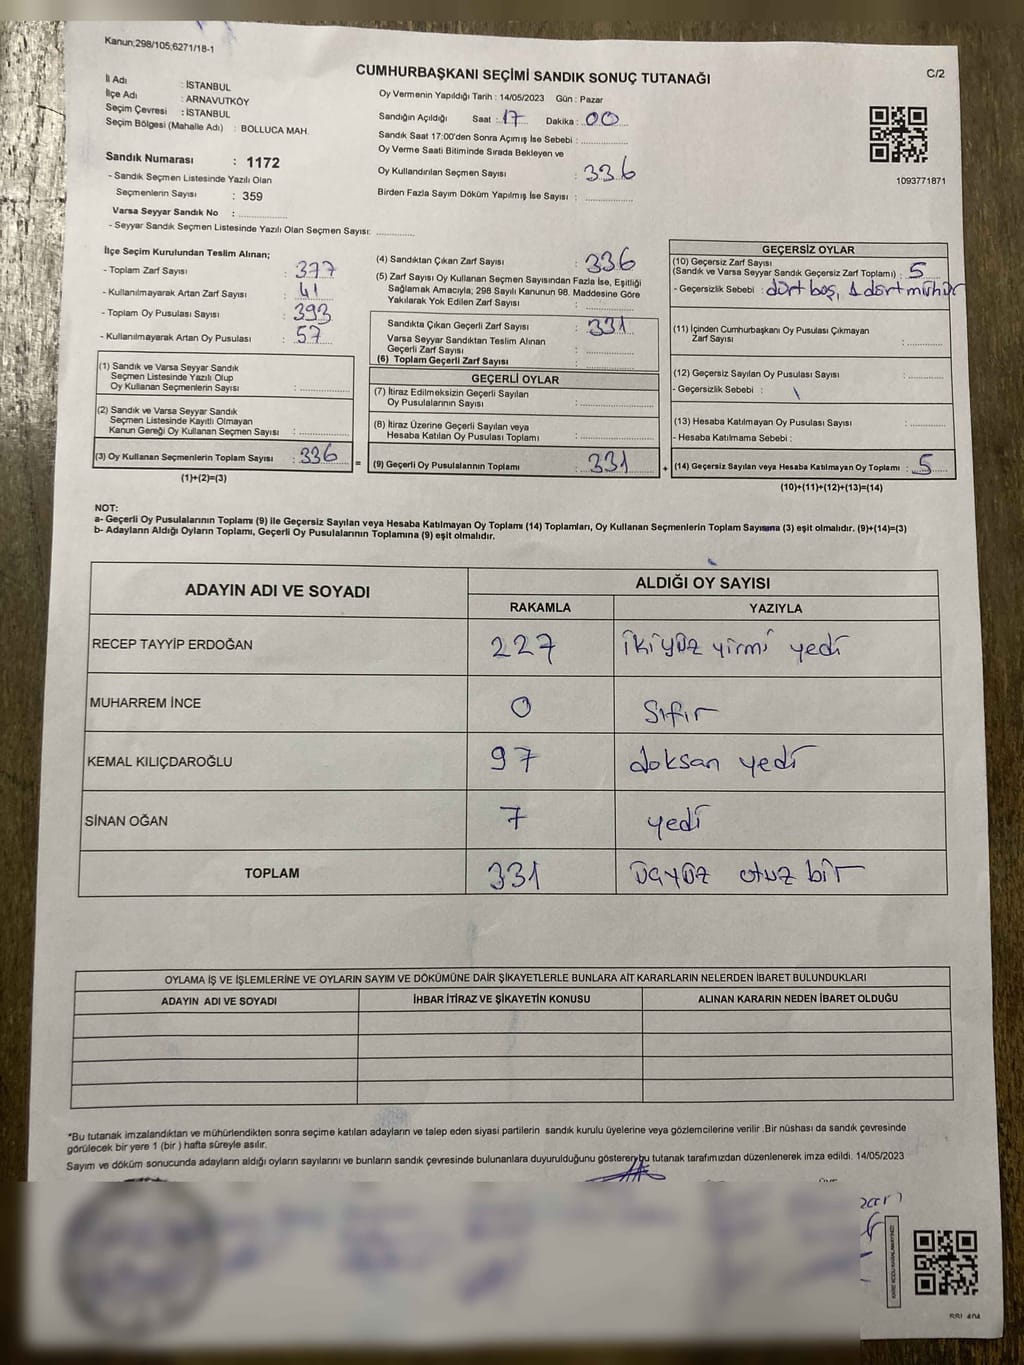 Kanun;298/105;6271/18-1
CUMHURBAŞKANI SEÇİMİ SANDIK SONUÇ TUTANAĞI
C/2
İl Adı : İSTANBUL
İlçe Adı : ARNAVUTKÖY
Seçim Çevresi : İSTANBUL
Seçim Bölgesi (Mahalle Adı) : BOLLUCA MAH.
Sandık Numarası : 1172
- Sandık Seçmen Listesinde Yazılı Olan
Seçmenlerin Sayısı : 359
Varsa Seyyar Sandık No :
- Seyyar Sandık Seçmen Listesinde Yazılı Olan Seçmen Sayısı:
Oy Vermenin Yapıldığı Tarih : 14/05/2023 Gün : Pazar
Sandığın Açıldığı Saat : 17 Dakika : 00
Sandık Saat 17:00'den Sonra Açımış İse Sebebi :
Oy Verme Saati Bitiminde Sırada Bekleyen ve
Oy Kullandırılan Seçmen Sayısı : 336
Birden Fazla Sayım Döküm Yapılmış İse Sayısı :
1093771871
İlçe Seçim Kurulundan Teslim Alınan;
- Toplam Zarf Sayısı : 377
- Kullanılmayarak Artan Zarf Sayısı : 41
- Toplam Oy Pusulası Sayısı : 393
- Kullanılmayarak Artan Oy Pusulası : 57
(1) Sandık ve Varsa Seyyar Sandık
Seçmen Listesinde Yazılı Olup
Oy Kullanan Seçmenlerin Sayısı :
(2) Sandık ve Varsa Seyyar Sandık
Seçmen Listesinde Kayıtlı Olmayan
Kanun Gereği Oy Kullanan Seçmen Sayısı :
(3) Oy Kullanan Seçmenlerin Toplam Sayısı : 336
(1)+(2)=(3)
=
(4) Sandıktan Çıkan Zarf Sayısı : 336
(5) Zarf Sayısı Oy Kullanan Seçmen Sayısından Fazla İse, Eşitliği
Sağlamak Amacıyla; 298 Sayılı Kanunun 98. Maddesine Göre
Yakılarak Yok Edilen Zarf Sayısı :
Sandıkta Çıkan Geçerli Zarf Sayısı : 331
Varsa Seyyar Sandıktan Teslim Alınan
Geçerli Zarf Sayısı :
(6) Toplam Geçerli Zarf Sayısı :
GEÇERLİ OYLAR
(7) İtiraz Edilmeksizin Geçerli Sayılan
Oy Pusulalarının Sayısı :
(8) İtiraz Üzerine Geçerli Sayılan veya
Hesaba Katılan Oy Pusulası Toplamı :
(9) Geçerli Oy Pusulalarının Toplamı : 331
+
GEÇERSİZ OYLAR
(10) Geçersiz Zarf Sayısı
(Sandık ve Varsa Seyyar Sandık Geçersiz Zarf Toplamı) : 5
- Geçersizlik Sebebi : dört boş, 1 dört mühür
(11) İçinden Cumhurbaşkanı Oy Pusulası Çıkmayan
Zarf Sayısı :
(12) Geçersiz Sayılan Oy Pusulası Sayısı :
- Geçersizlik Sebebi :
(13) Hesaba Katılmayan Oy Pusulası Sayısı :
- Hesaba Katılmama Sebebi :
(14) Geçersiz Sayılan veya Hesaba Katılmayan Oy Toplamı : 5
(10)+(11)+(12)+(13)=(14)
NOT:
a- Geçerli Oy Pusulalarının Toplamı (9) ile Geçersiz Sayılan veya Hesaba Katılmayan Oy Toplamı (14) Toplamları, Oy Kullanan Seçmenlerin Toplam Sayısına (3) eşit olmalıdır. (9)+(14)=(3)
b- Adayların Aldığı Oyların Toplamı, Geçerli Oy Pusulalarının Toplamına (9) eşit olmalıdır.
ADAYIN ADI VE SOYADI
ALDIĞI OY SAYISI
RAKAMLA YAZIYLA
RECEP TAYYİP ERDOĞAN 227 iki yüz yirmi yedi
MUHARREM İNCE 0 sıfır
KEMAL KILIÇDAROĞLU 97 doksan yedi
SİNAN OĞAN 7 yedi
TOPLAM 331 üçyüz otuz bir
OYLAMA İŞ VE İŞLEMLERİNE VE OYLARIN SAYIM VE DÖKÜMÜNE DAİR ŞİKAYETLERLE BUNLARA AİT KARARLARIN NELERDEN İBARET BULUNDUKLARI
ADAYIN ADI VE SOYADI İHBAR İTİRAZ VE ŞİKAYETİN KONUSU ALINAN KARARIN NEDEN İBARET OLDUĞU
*Bu tutanak imzalandıktan ve mühürlendikten sonra seçime katılan adayların ve talep eden siyasi partilerin sandık kurulu üyelerine veya gözlemcilerine verilir .Bir nüshası da sandık çevresinde
görülecek bir yere 1 (bir ) hafta süreyle asılır.
Sayım ve döküm sonucunda adayların aldığı oyların sayılarını ve bunların sandık çevresinde bulunanlara duyurulduğunu gösteren bu tutanak tarafımızdan düzenlenerek imza edildi. 14/05/2023